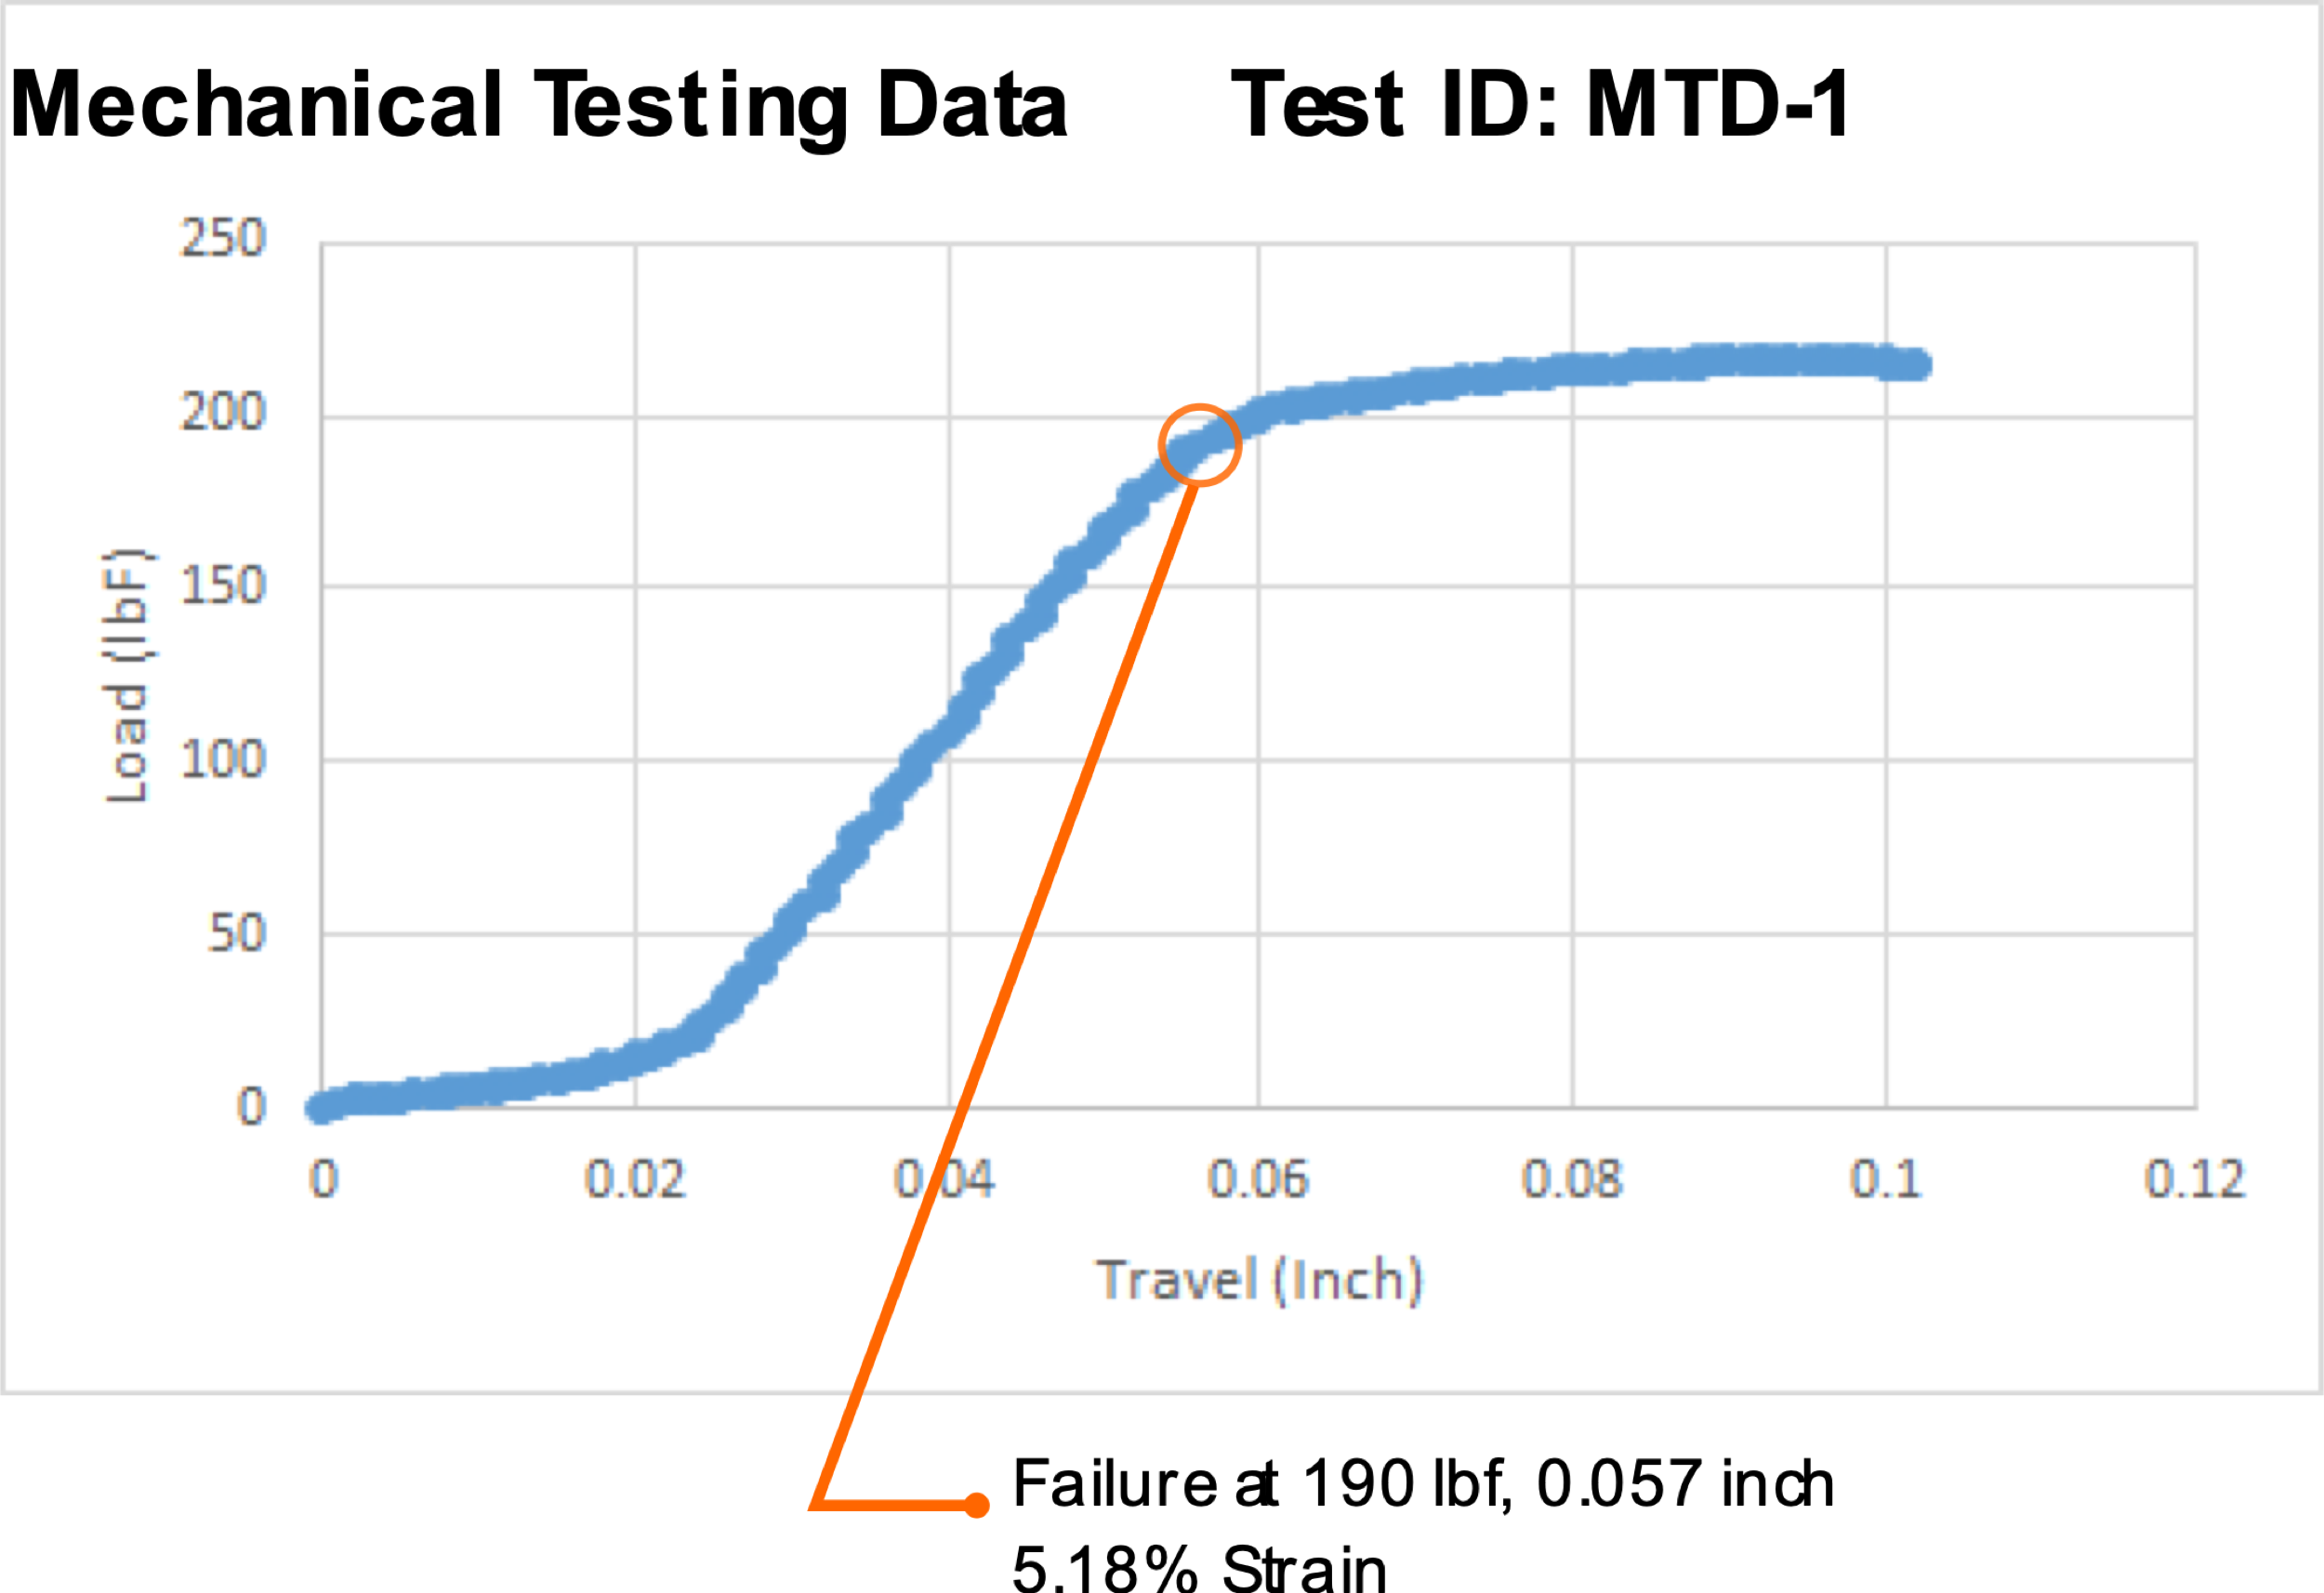 Mechanical Testing Data Test ID: MTD-1
250
200
150
100
50
0
Load (lbF)
0 0.02 0.04 0.06 0.08 0.1 0.12
Travel (Inch)
Failure at 190 lbf, 0.057 inch
5.18% Strain